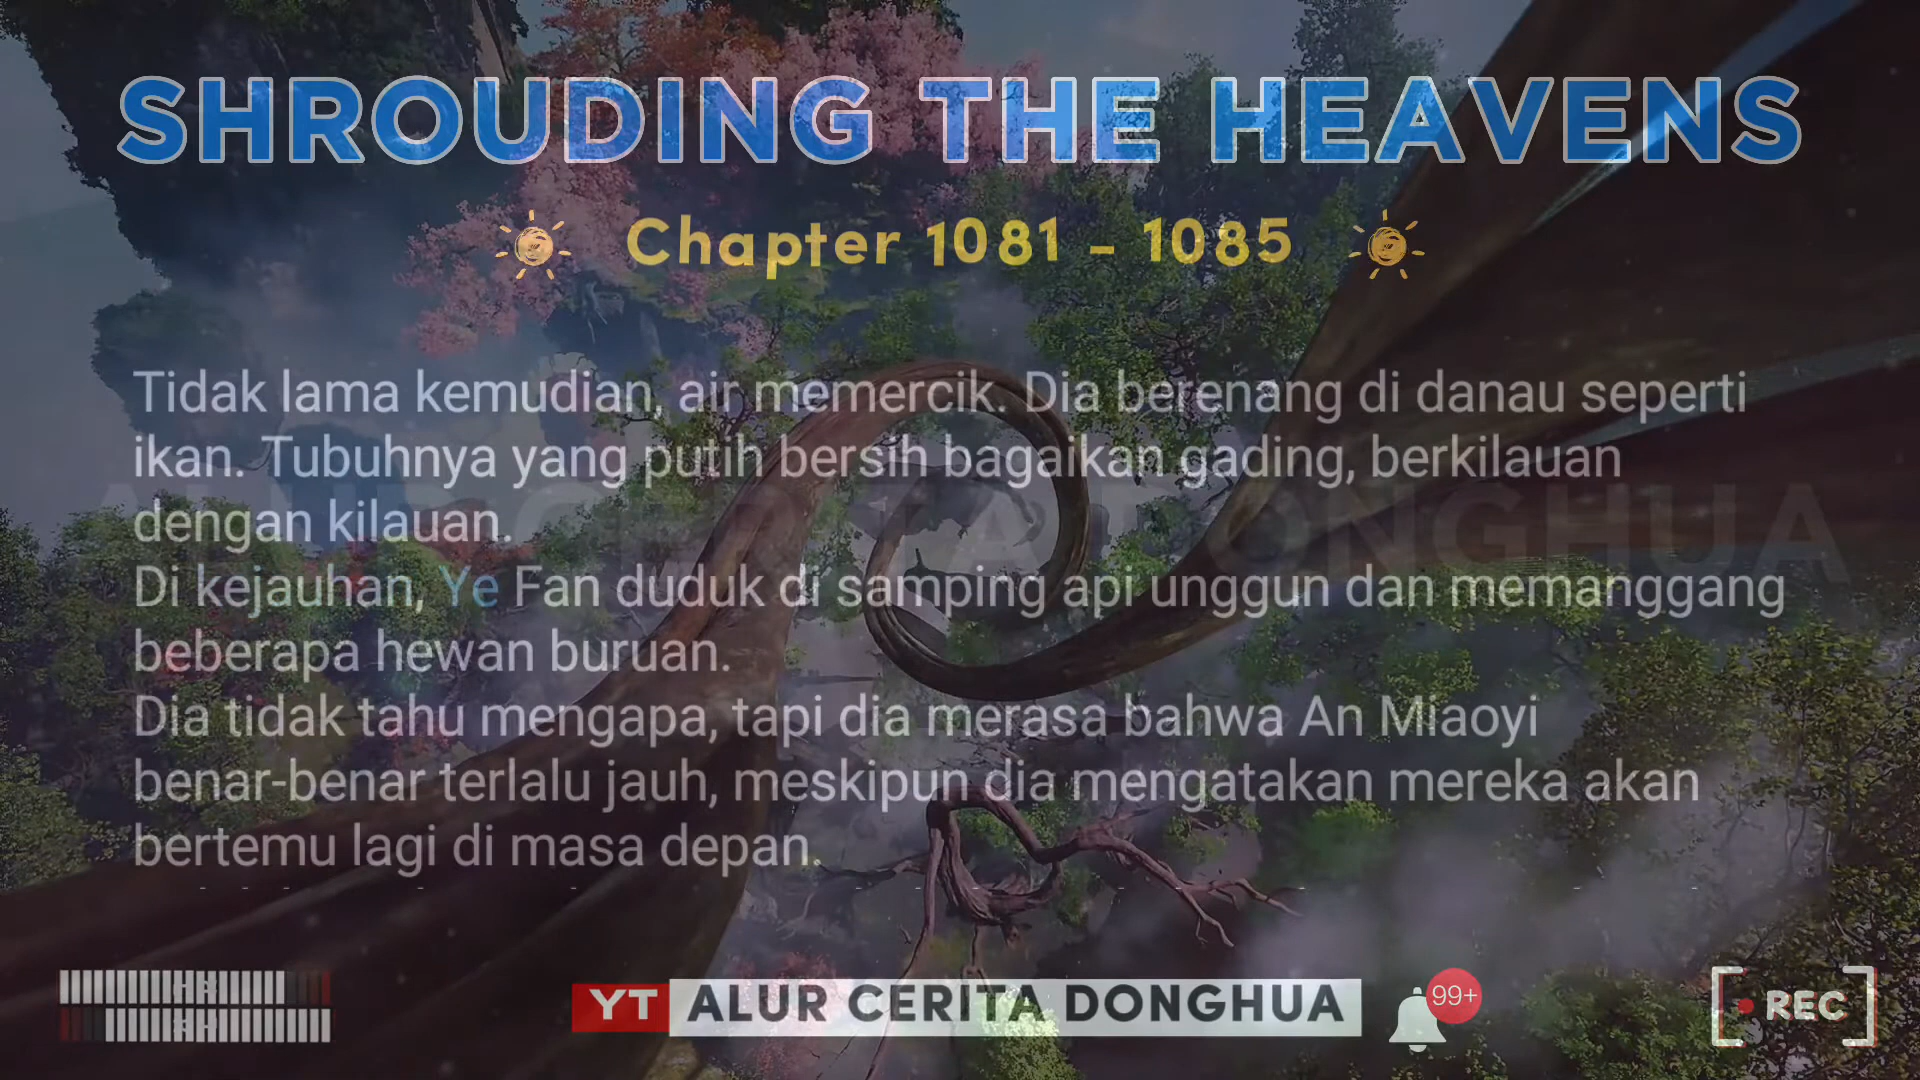 SHROUDING THE HEAVENS
Chapter 1081 - 1085
Tidak lama kemudian, air memercik. Dia berenang di danau seperti
ikan. Tubuhnya yang putih bersih bagaikan gading, berkilauan
dengan kilauan.
Di kejauhan, Ye Fan duduk di samping api unggun dan memanggang
beberapa hewan buruan.
Dia tidak tahu mengapa, tapi dia merasa bahwa An Miaoyi
benar-benar terlalu jauh, meskipun dia mengatakan mereka akan
bertemu lagi di masa depan.
ALUR CERITA DONGHUA
YT ALUR CERITA DONGHUA
99+
REC